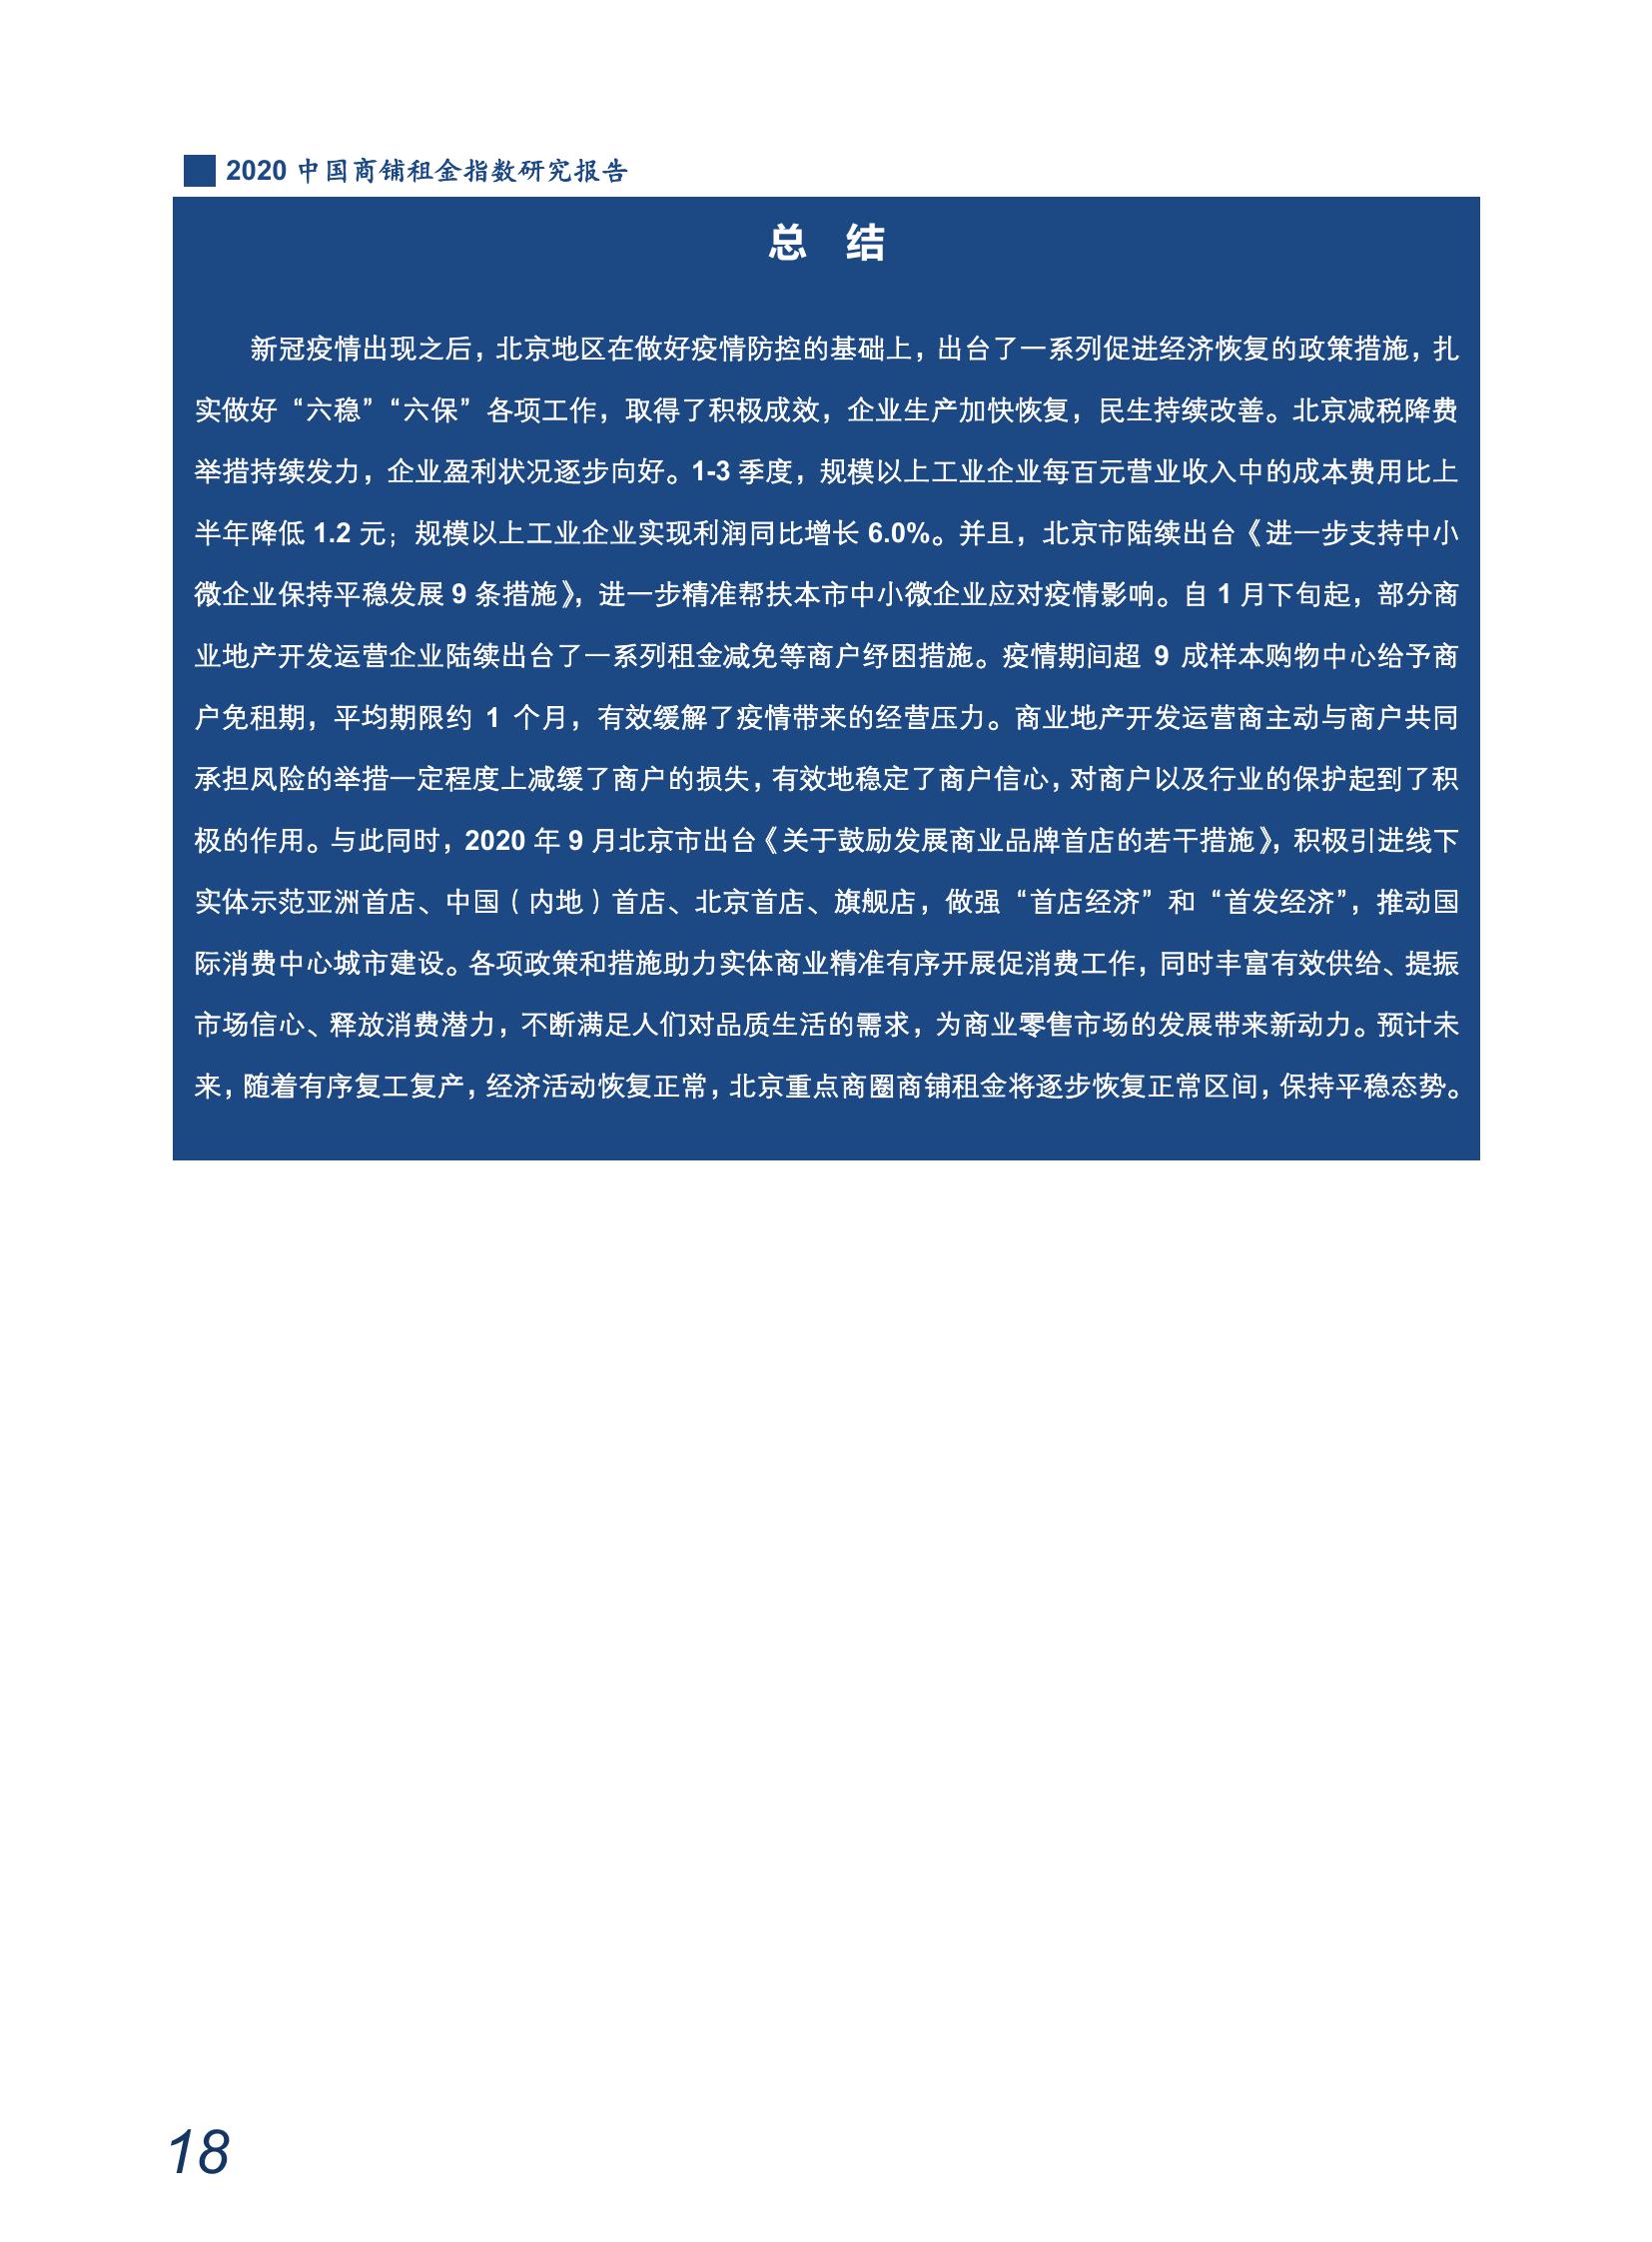 2020 中国商铺租金指数研究报告
总 结
新冠疫情出现之后，北京地区在做好疫情防控的基础上，出台了一系列促进经济恢复的政策措施，扎
实做好“六稳”“六保”各项工作，取得了积极成效，企业生产加快恢复，民生持续改善。北京减税降费
举措持续发力，企业盈利状况逐步向好。1-3 季度，规模以上工业企业每百元营业收入中的成本费用比上
半年降低 1.2 元；规模以上工业企业实现利润同比增长 6.0%。并且，北京市陆续出台《进一步支持中小
微企业保持平稳发展 9 条措施》，进一步精准帮扶本市中小微企业应对疫情影响。自 1 月下旬起，部分商
业地产开发运营企业陆续出台了一系列租金减免等商户纾困措施。疫情期间超 9 成样本购物中心给予商
户免租期，平均期限约 1 个月，有效缓解了疫情带来的经营压力。商业地产开发运营商主动与商户共同
承担风险的举措一定程度上减缓了商户的损失，有效地稳定了商户信心，对商户以及行业的保护起到了积
极的作用。与此同时，2020 年 9 月北京市出台《关于鼓励发展商业品牌首店的若干措施》，积极引进线下
实体示范亚洲首店、中国（内地）首店、北京首店、旗舰店，做强“首店经济”和“首发经济”，推动国
际消费中心城市建设。各项政策和措施助力实体商业精准有序开展促消费工作，同时丰富有效供给、提振
市场信心、释放消费潜力，不断满足人们对品质生活的需求，为商业零售市场的发展带来新动力。预计未
来，随着有序复工复产，经济活动恢复正常，北京重点商圈商铺租金将逐步恢复正常区间，保持平稳态势。
18